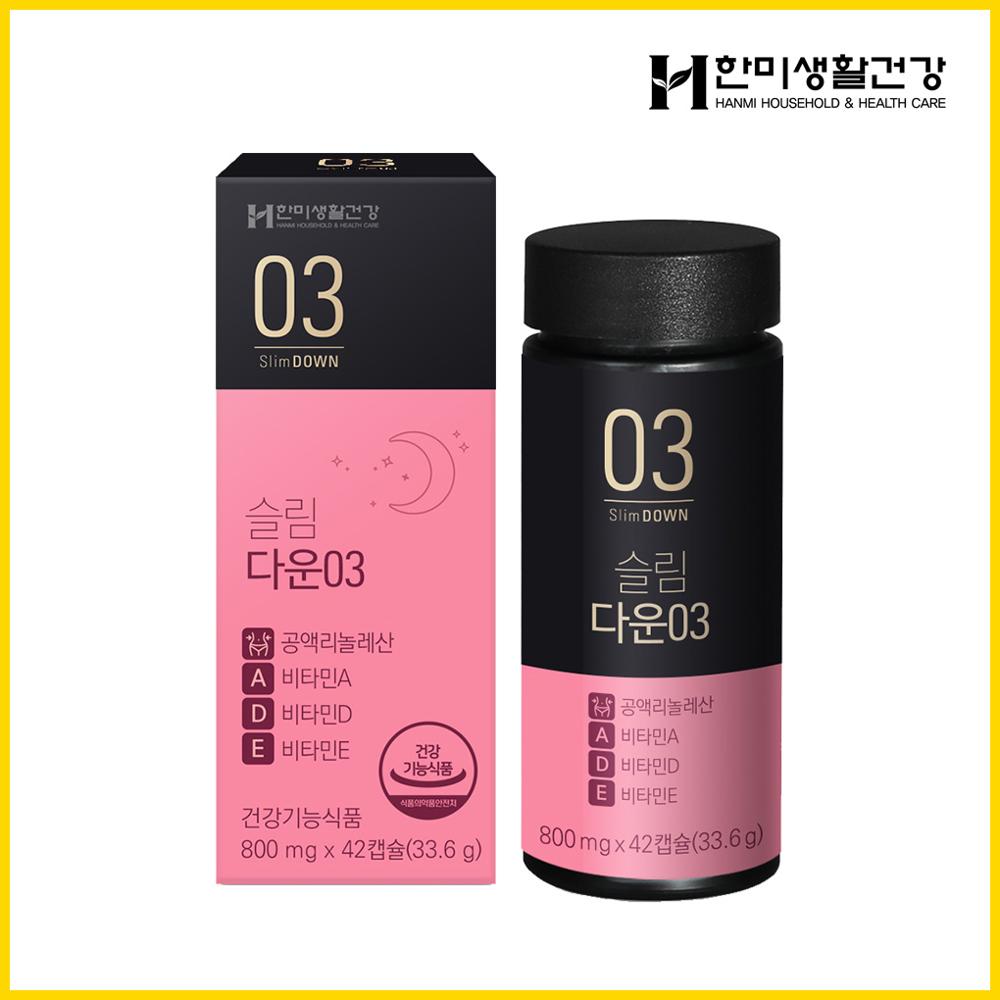 한미생활건강
HANMI HOUSEHOLD & HEALTH CARE
03
한미생활건강
HANMI HOUSEHOLD & HEALTH CARE
03
SlimDOWN
슬림
다운03
공액리놀레산
A 비타민A
D 비타민D
E 비타민E
건강
기능식품
식품의약품안전처
건강기능식품
800 mg x 42캡슐(33.6 g)
03
SlimDOWN
슬림
다운03
공액리놀레산
A 비타민A
D 비타민D
E 비타민E
800 mg x 42캡슐(33.6 g)